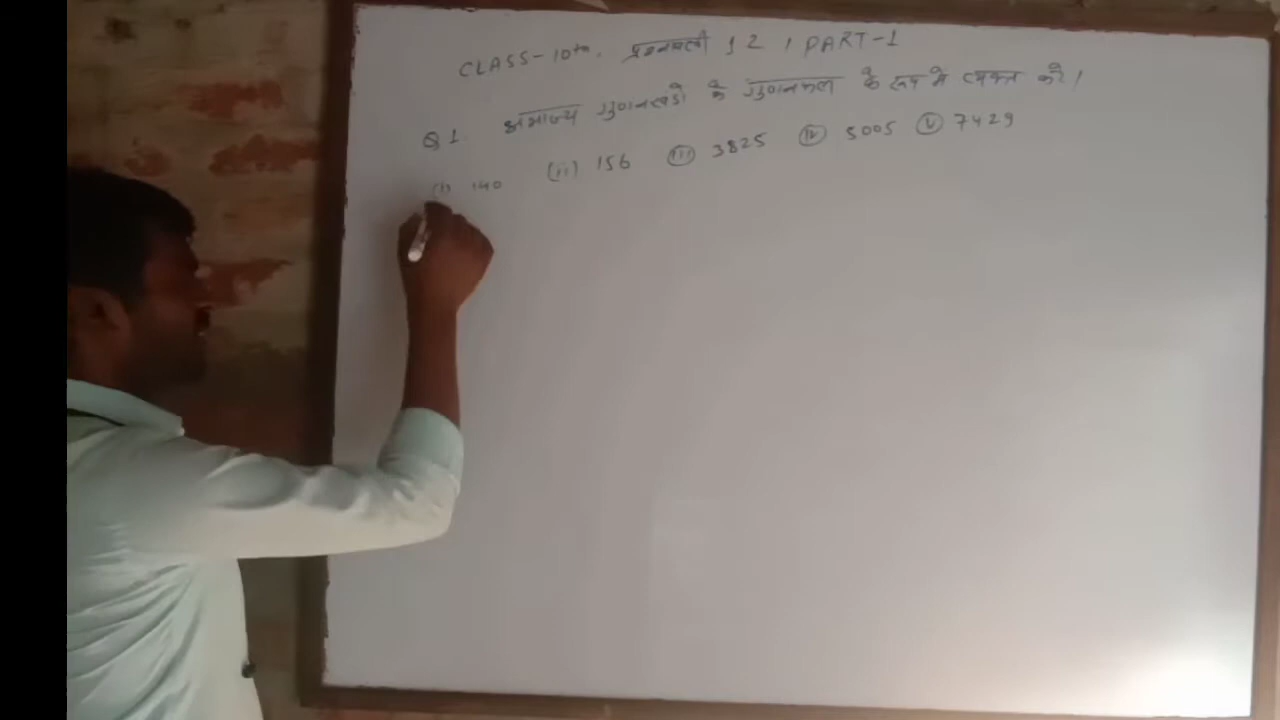 CLASS-10th. प्रश्नावली 1.2 , PART-1
Q 1. अभाज्य गुणनखंडो के गुणनफल के रूप मे व्यक्त करे।
(i) 140 (ii) 156 (iii) 3825 (iv) 5005 (v) 7429